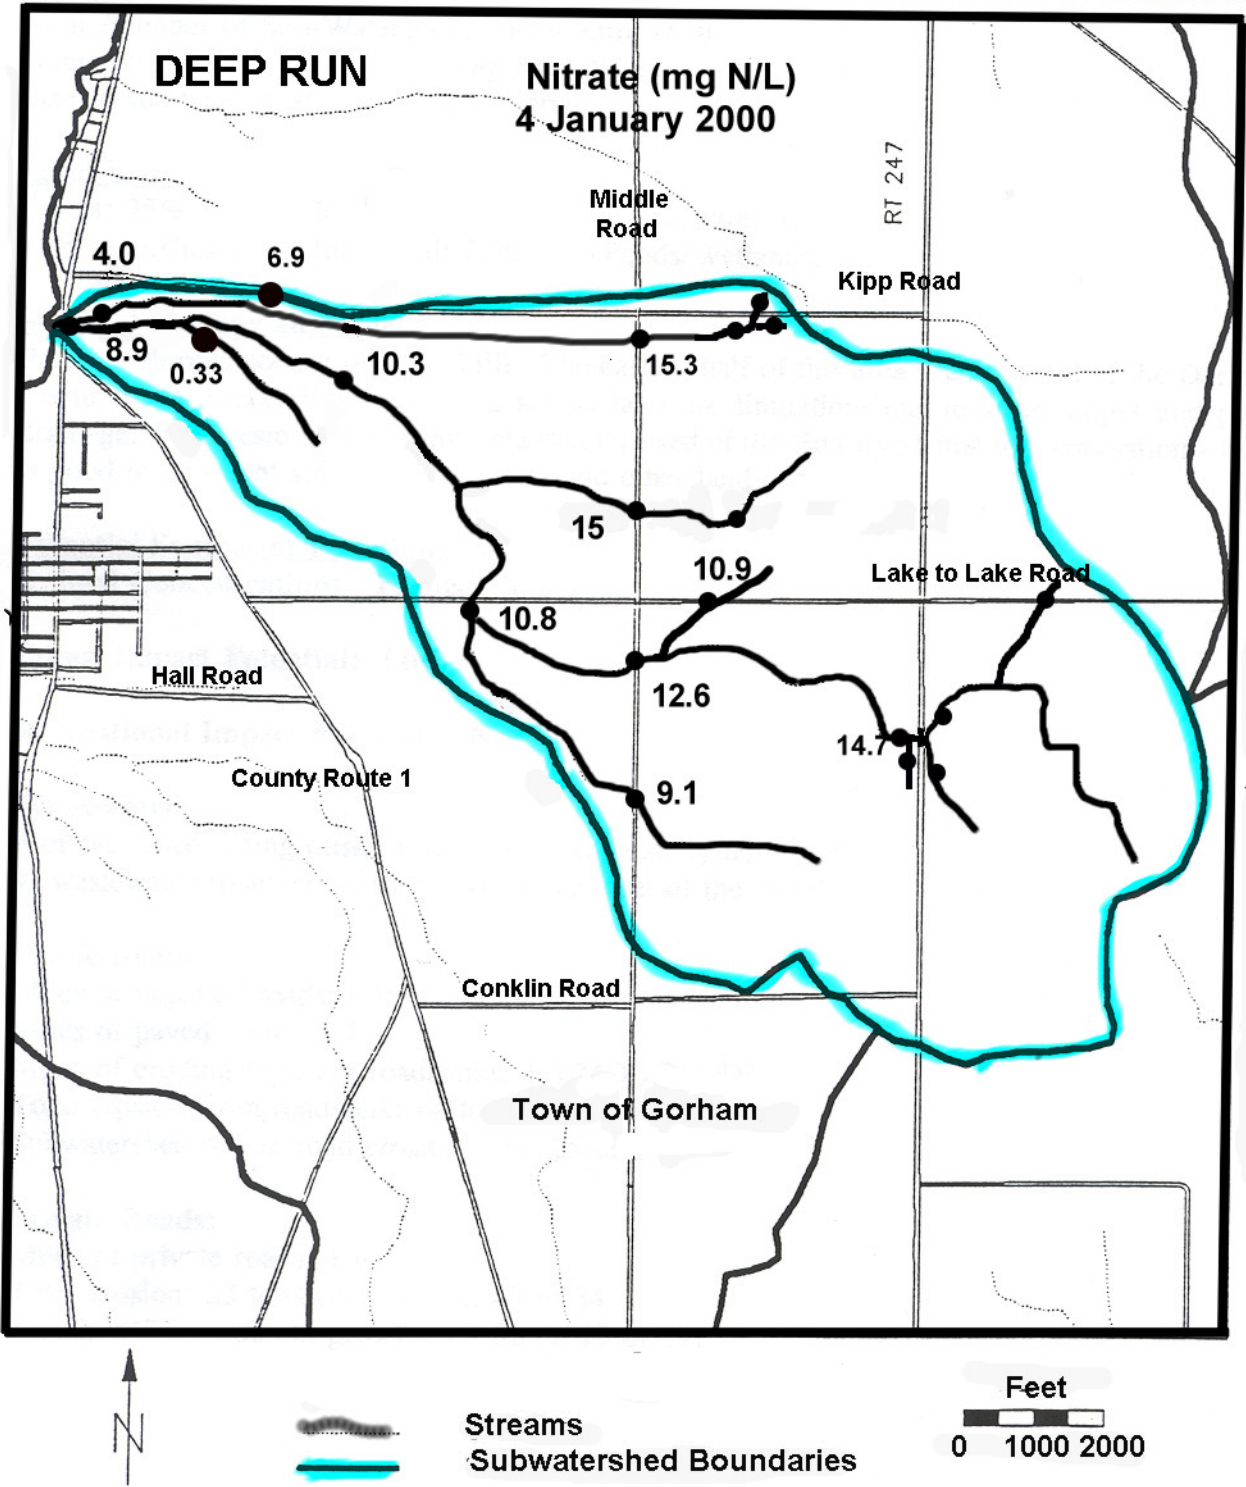 DEEP RUN
Nitrate (mg N/L)
4 January 2000
Middle
Road
RT 247
4.0
6.9
Kipp Road
8.9
0.33
10.3
15.3
15
10.9
Lake to Lake Road
10.8
Hall Road
12.6
14.7
County Route 1
9.1
Conklin Road
Town of Gorham
N
Streams
Subwatershed Boundaries
Feet
0 1000 2000